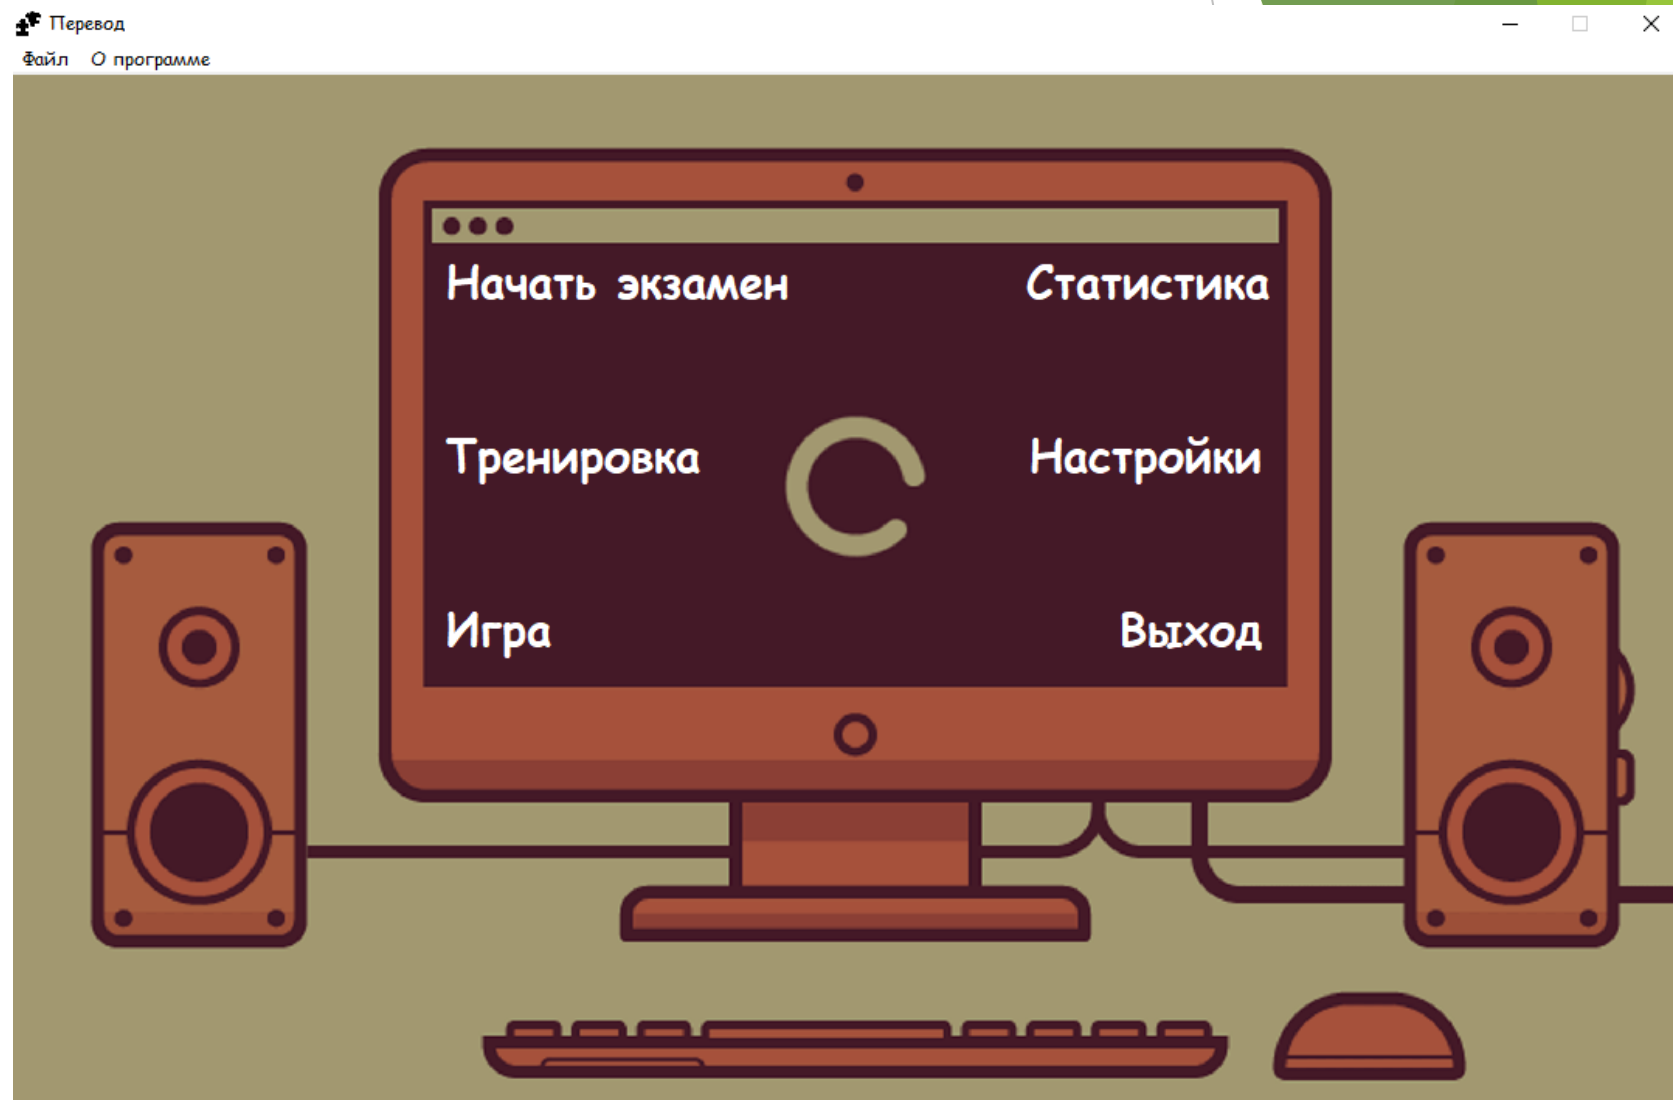 Перевод
Файл О программе
Начать экзамен Статистика
Тренировка Настройки
Игра Выход